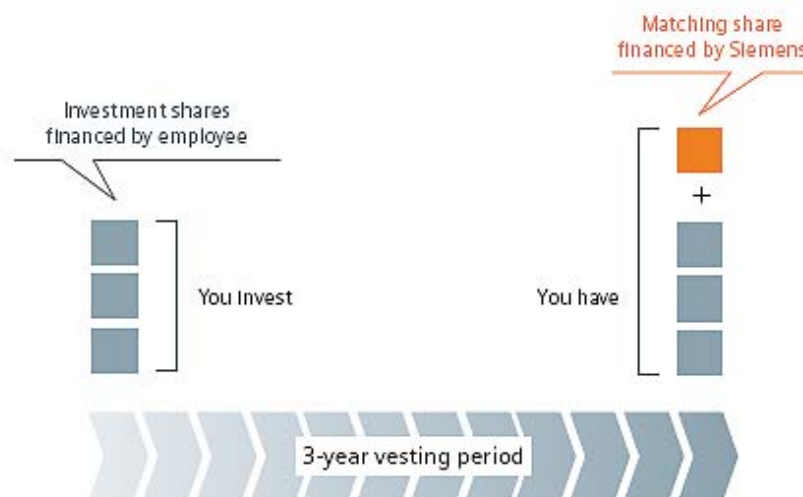 Matching share
financed by Siemens
Investment shares
financed by employee
+
You invest
You have
3-year vesting period